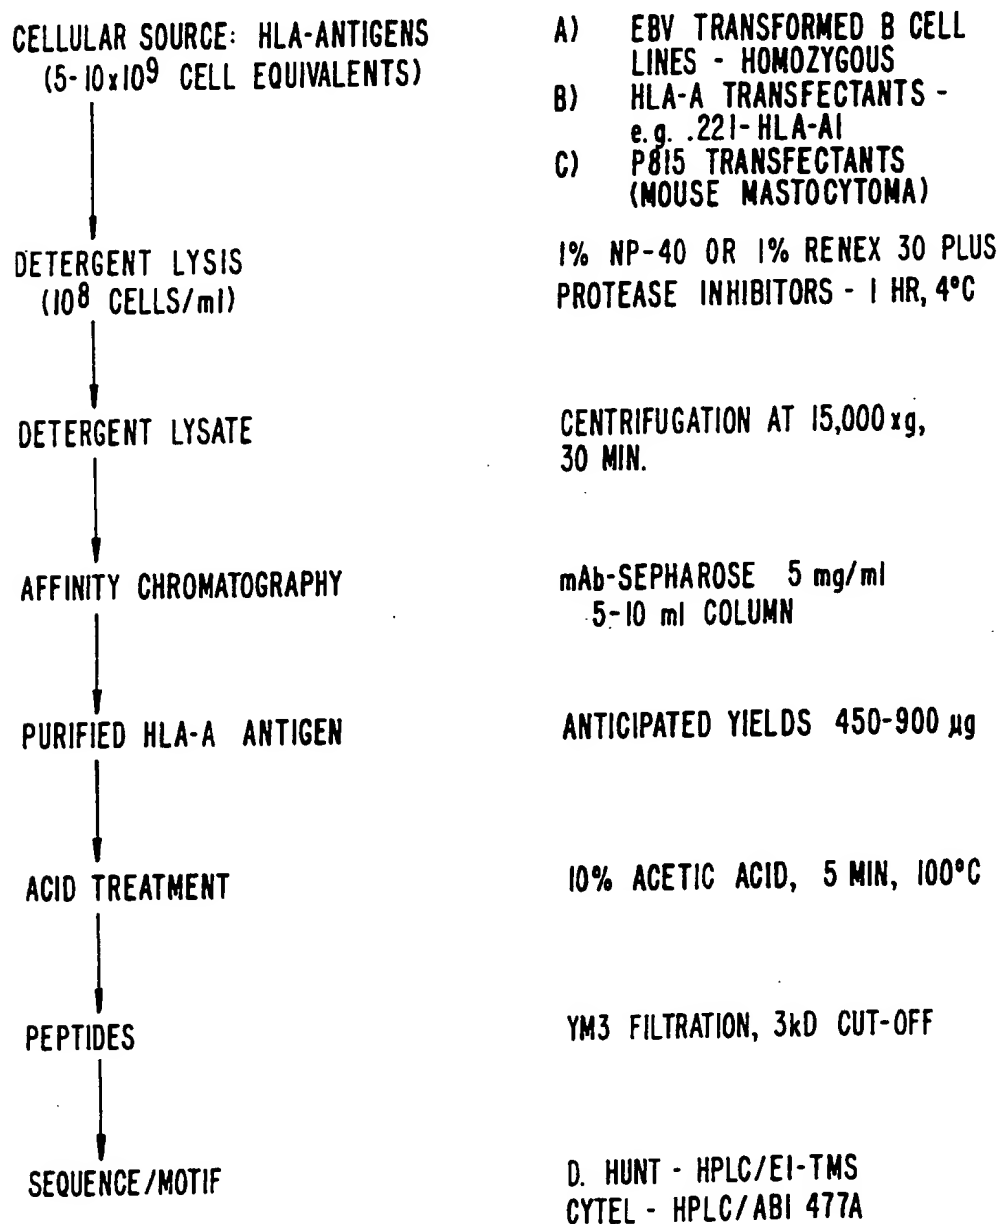 CELLULAR SOURCE: HLA-ANTIGENS
(5-10x10⁹ CELL EQUIVALENTS)
A) EBV TRANSFORMED B CELL
LINES - HOMOZYGOUS
B) HLA-A TRANSFECTANTS -
e.g. .221-HLA-A1
C) P815 TRANSFECTANTS
(MOUSE MASTOCYTOMA)
DETERGENT LYSIS
(10⁸ CELLS/ml)
1% NP-40 OR 1% RENEX 30 PLUS
PROTEASE INHIBITORS - 1 HR, 4°C
DETERGENT LYSATE
CENTRIFUGATION AT 15,000 xg,
30 MIN.
AFFINITY CHROMATOGRAPHY
mAb-SEPHAROSE 5 mg/ml
5-10 ml COLUMN
PURIFIED HLA-A ANTIGEN
ANTICIPATED YIELDS 450-900 µg
ACID TREATMENT
10% ACETIC ACID, 5 MIN, 100°C
PEPTIDES
YM3 FILTRATION, 3kD CUT-OFF
SEQUENCE/MOTIF
D. HUNT - HPLC/EI-TMS
CYTEL - HPLC/ABI 477A